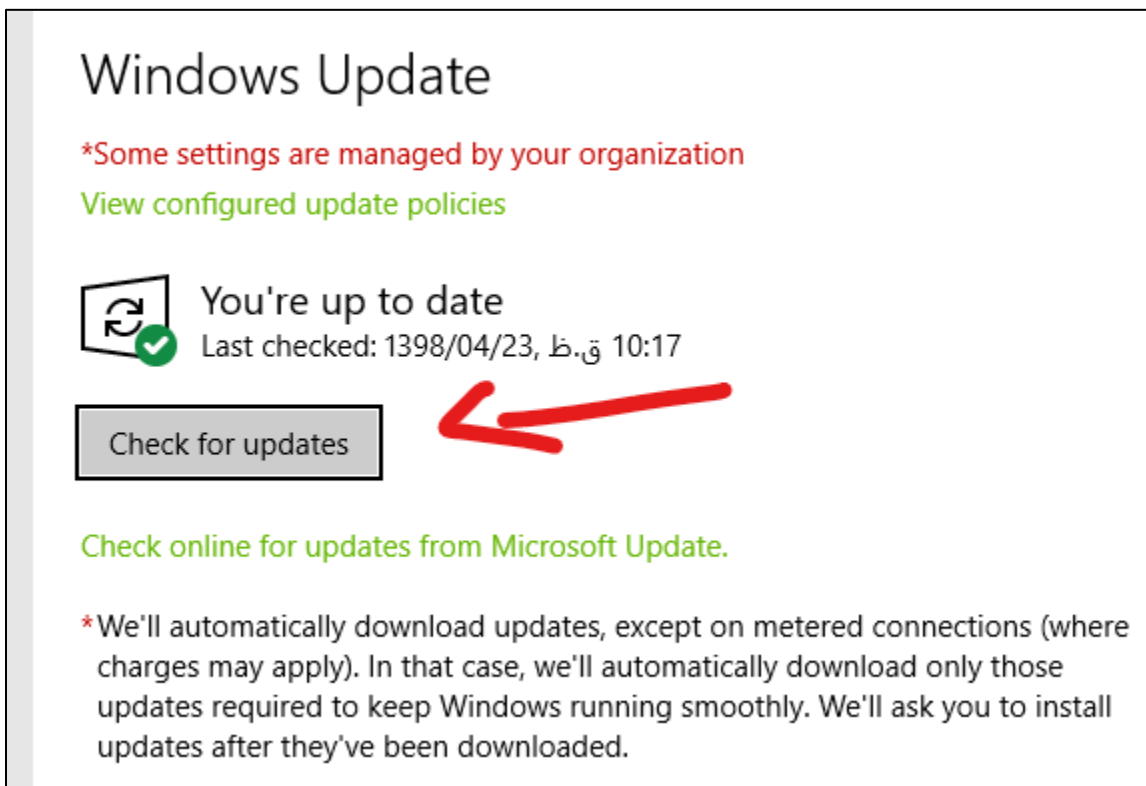 Windows Update
*Some settings are managed by your organization
View configured update policies
You're up to date
Last checked: 1398/04/23, ق.ظ 10:17
Check for updates
Check online for updates from Microsoft Update.
*We'll automatically download updates, except on metered connections (where
charges may apply). In that case, we'll automatically download only those
updates required to keep Windows running smoothly. We'll ask you to install
updates after they've been downloaded.